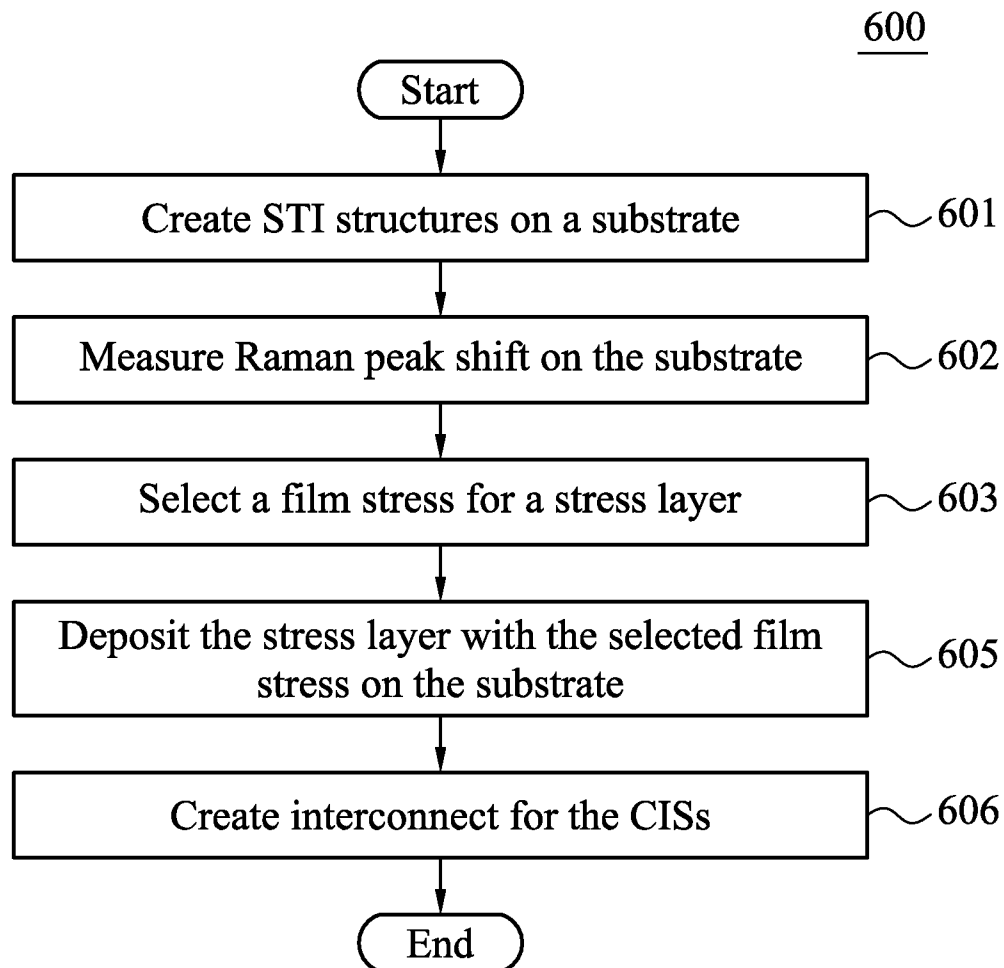 600
Start
Create STI structures on a substrate
601
Measure Raman peak shift on the substrate
602
Select a film stress for a stress layer
603
Deposit the stress layer with the selected film
stress on the substrate
605
Create interconnect for the CISs
606
End